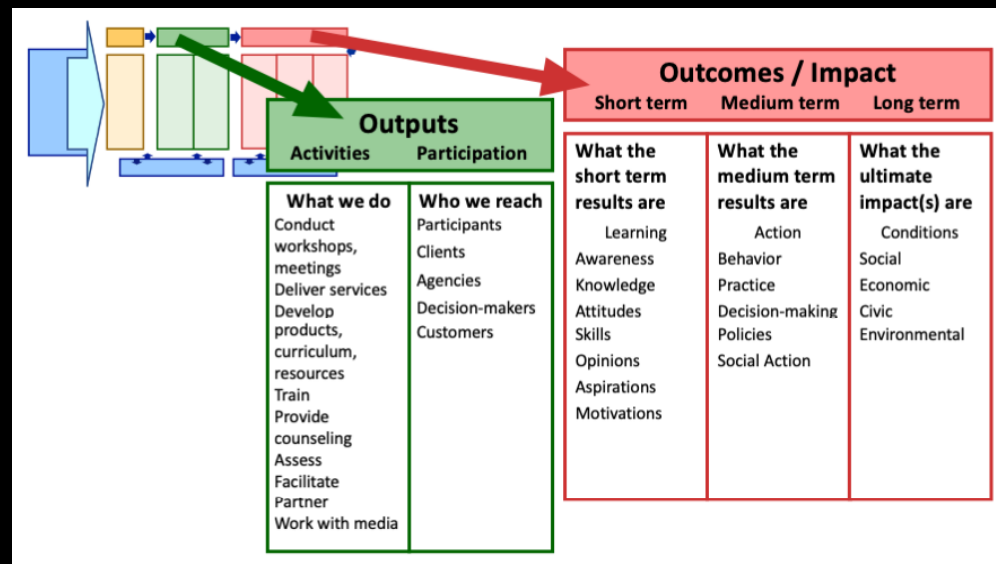 Outputs
Activities Participation
What we do
Conduct
workshops,
meetings
Deliver services
Develop
products,
curriculum,
resources
Train
Provide
counseling
Assess
Facilitate
Partner
Work with media
Who we reach
Participants
Clients
Agencies
Decision-makers
Customers
Outcomes / Impact
Short term Medium term Long term
What the
short term
results are
Learning
Awareness
Knowledge
Attitudes
Skills
Opinions
Aspirations
Motivations
What the
medium term
results are
Action
Behavior
Practice
Decision-making
Policies
Social Action
What the
ultimate
impact(s) are
Conditions
Social
Economic
Civic
Environmental